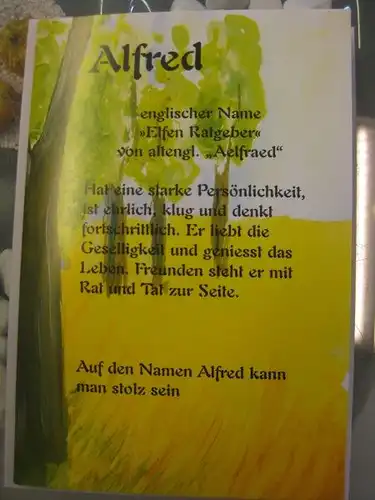 Alfred
englischer Name
»Elfen Ratgeber«
von altengl. „Aelfraed“
Hat eine starke Persönlichkeit,
ist ehrlich, klug und denkt
fortschrittlich. Er liebt die
Geselligkeit und geniesst das
Leben. Freunden steht er mit
Rat und Tat zur Seite.
Auf den Namen Alfred kann
man stolz sein